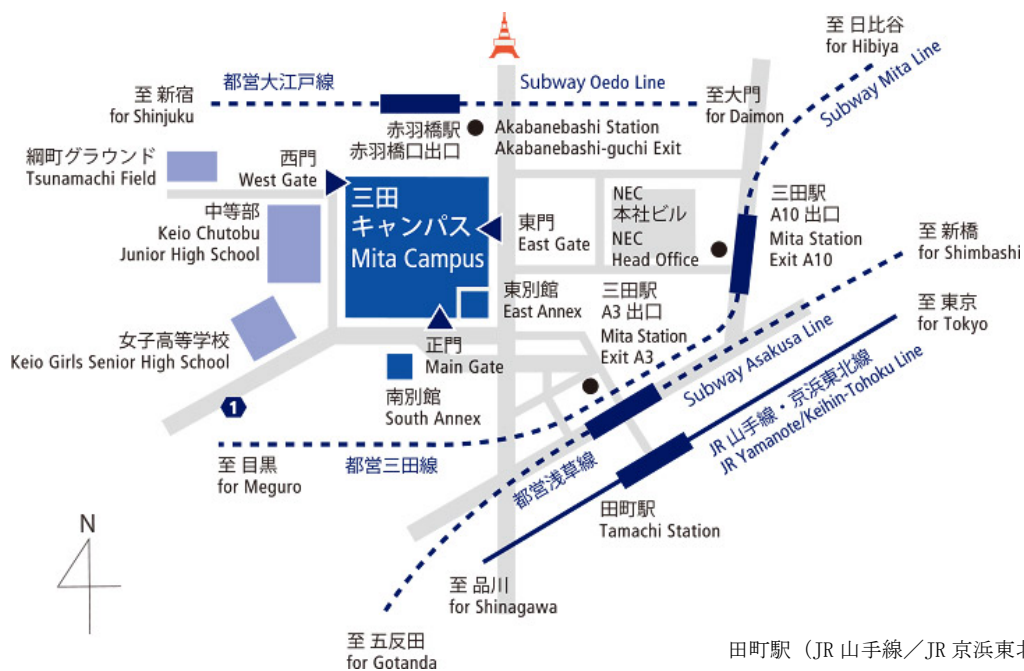 至 日比谷
for Hibiya
Subway Mita Line
都営大江戸線
Subway Oedo Line
至 新宿
for Shinjuku
至大門
for Daimon
赤羽橋駅
赤羽橋口出口
Akabanebashi Station
Akabanebashi-guchi Exit
綱町グラウンド
Tsunamachi Field
西門
West Gate
三田
キャンパス
Mita Campus
中等部
Keio Chutobu
Junior High School
東門
East Gate
NEC
本社ビル
NEC
Head Office
三田駅
A10 出口
Mita Station
Exit A10
至 新橋
for Shimbashi
東別館
East Annex
三田駅
A3 出口
Mita Station
Exit A3
至 東京
for Tokyo
女子高等学校
Keio Girls Senior High School
正門
Main Gate
南別館
South Annex
Subway Asakusa Line
JR 山手線・京浜東北線
JR Yamanote/Keihin-Tohoku Line
1
至 目黒
for Meguro
都営三田線
都営浅草線
田町駅
Tamachi Station
N
至 品川
for Shinagawa
至 五反田
for Gotanda
田町駅（JR 山手線／JR 京浜東